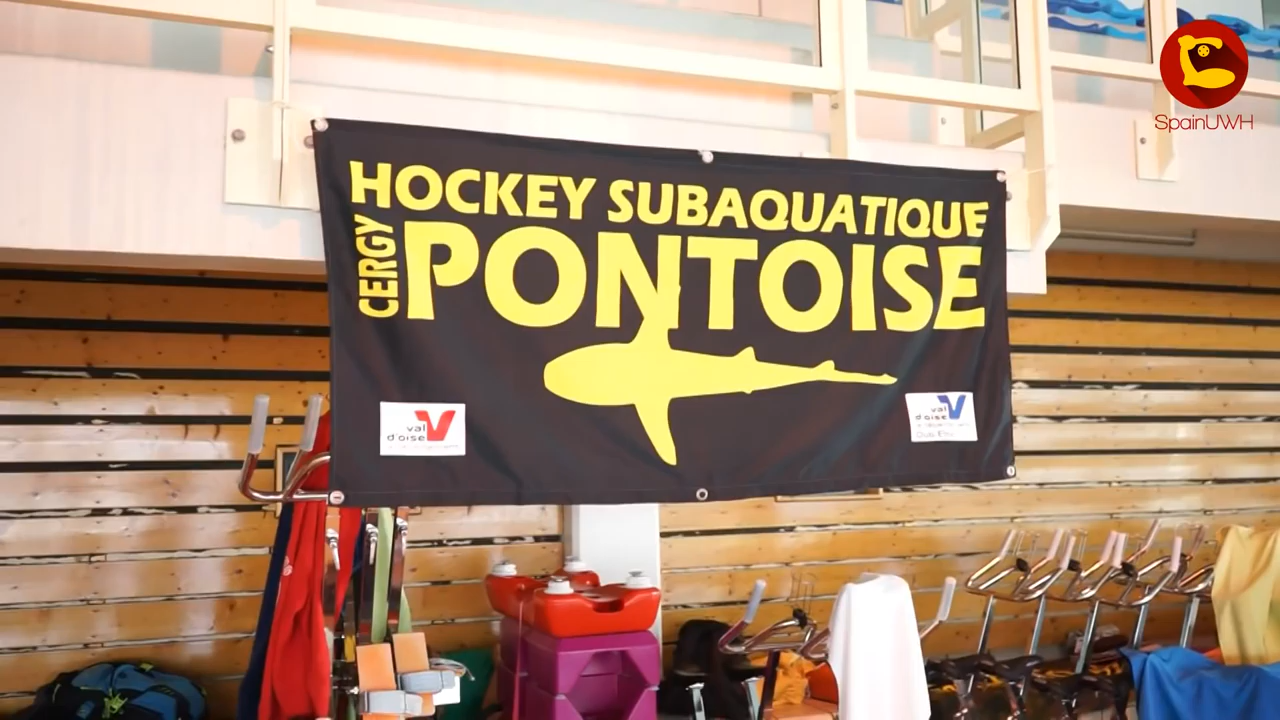 SpainUWH
HOCKEY SUBAQUATIQUE
CERGY
PONTOISE
val
d'oise
val
d'oise